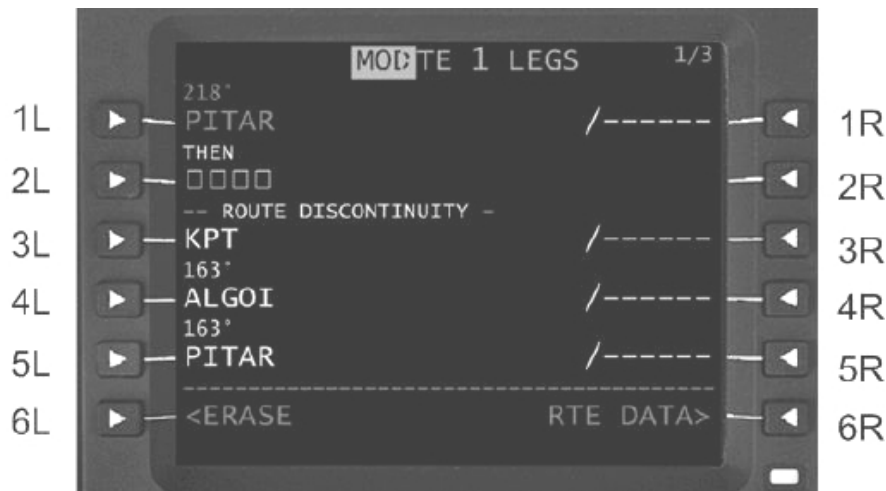 MOD TE 1 LEGS 1/3
218°
1L PITAR /------ 1R
THEN
2L □□□□ 2R
-- ROUTE DISCONTINUITY -
3L KPT /------ 3R
163°
4L ALGOI /------ 4R
163°
5L PITAR /------ 5R
6L <ERASE RTE DATA> 6R